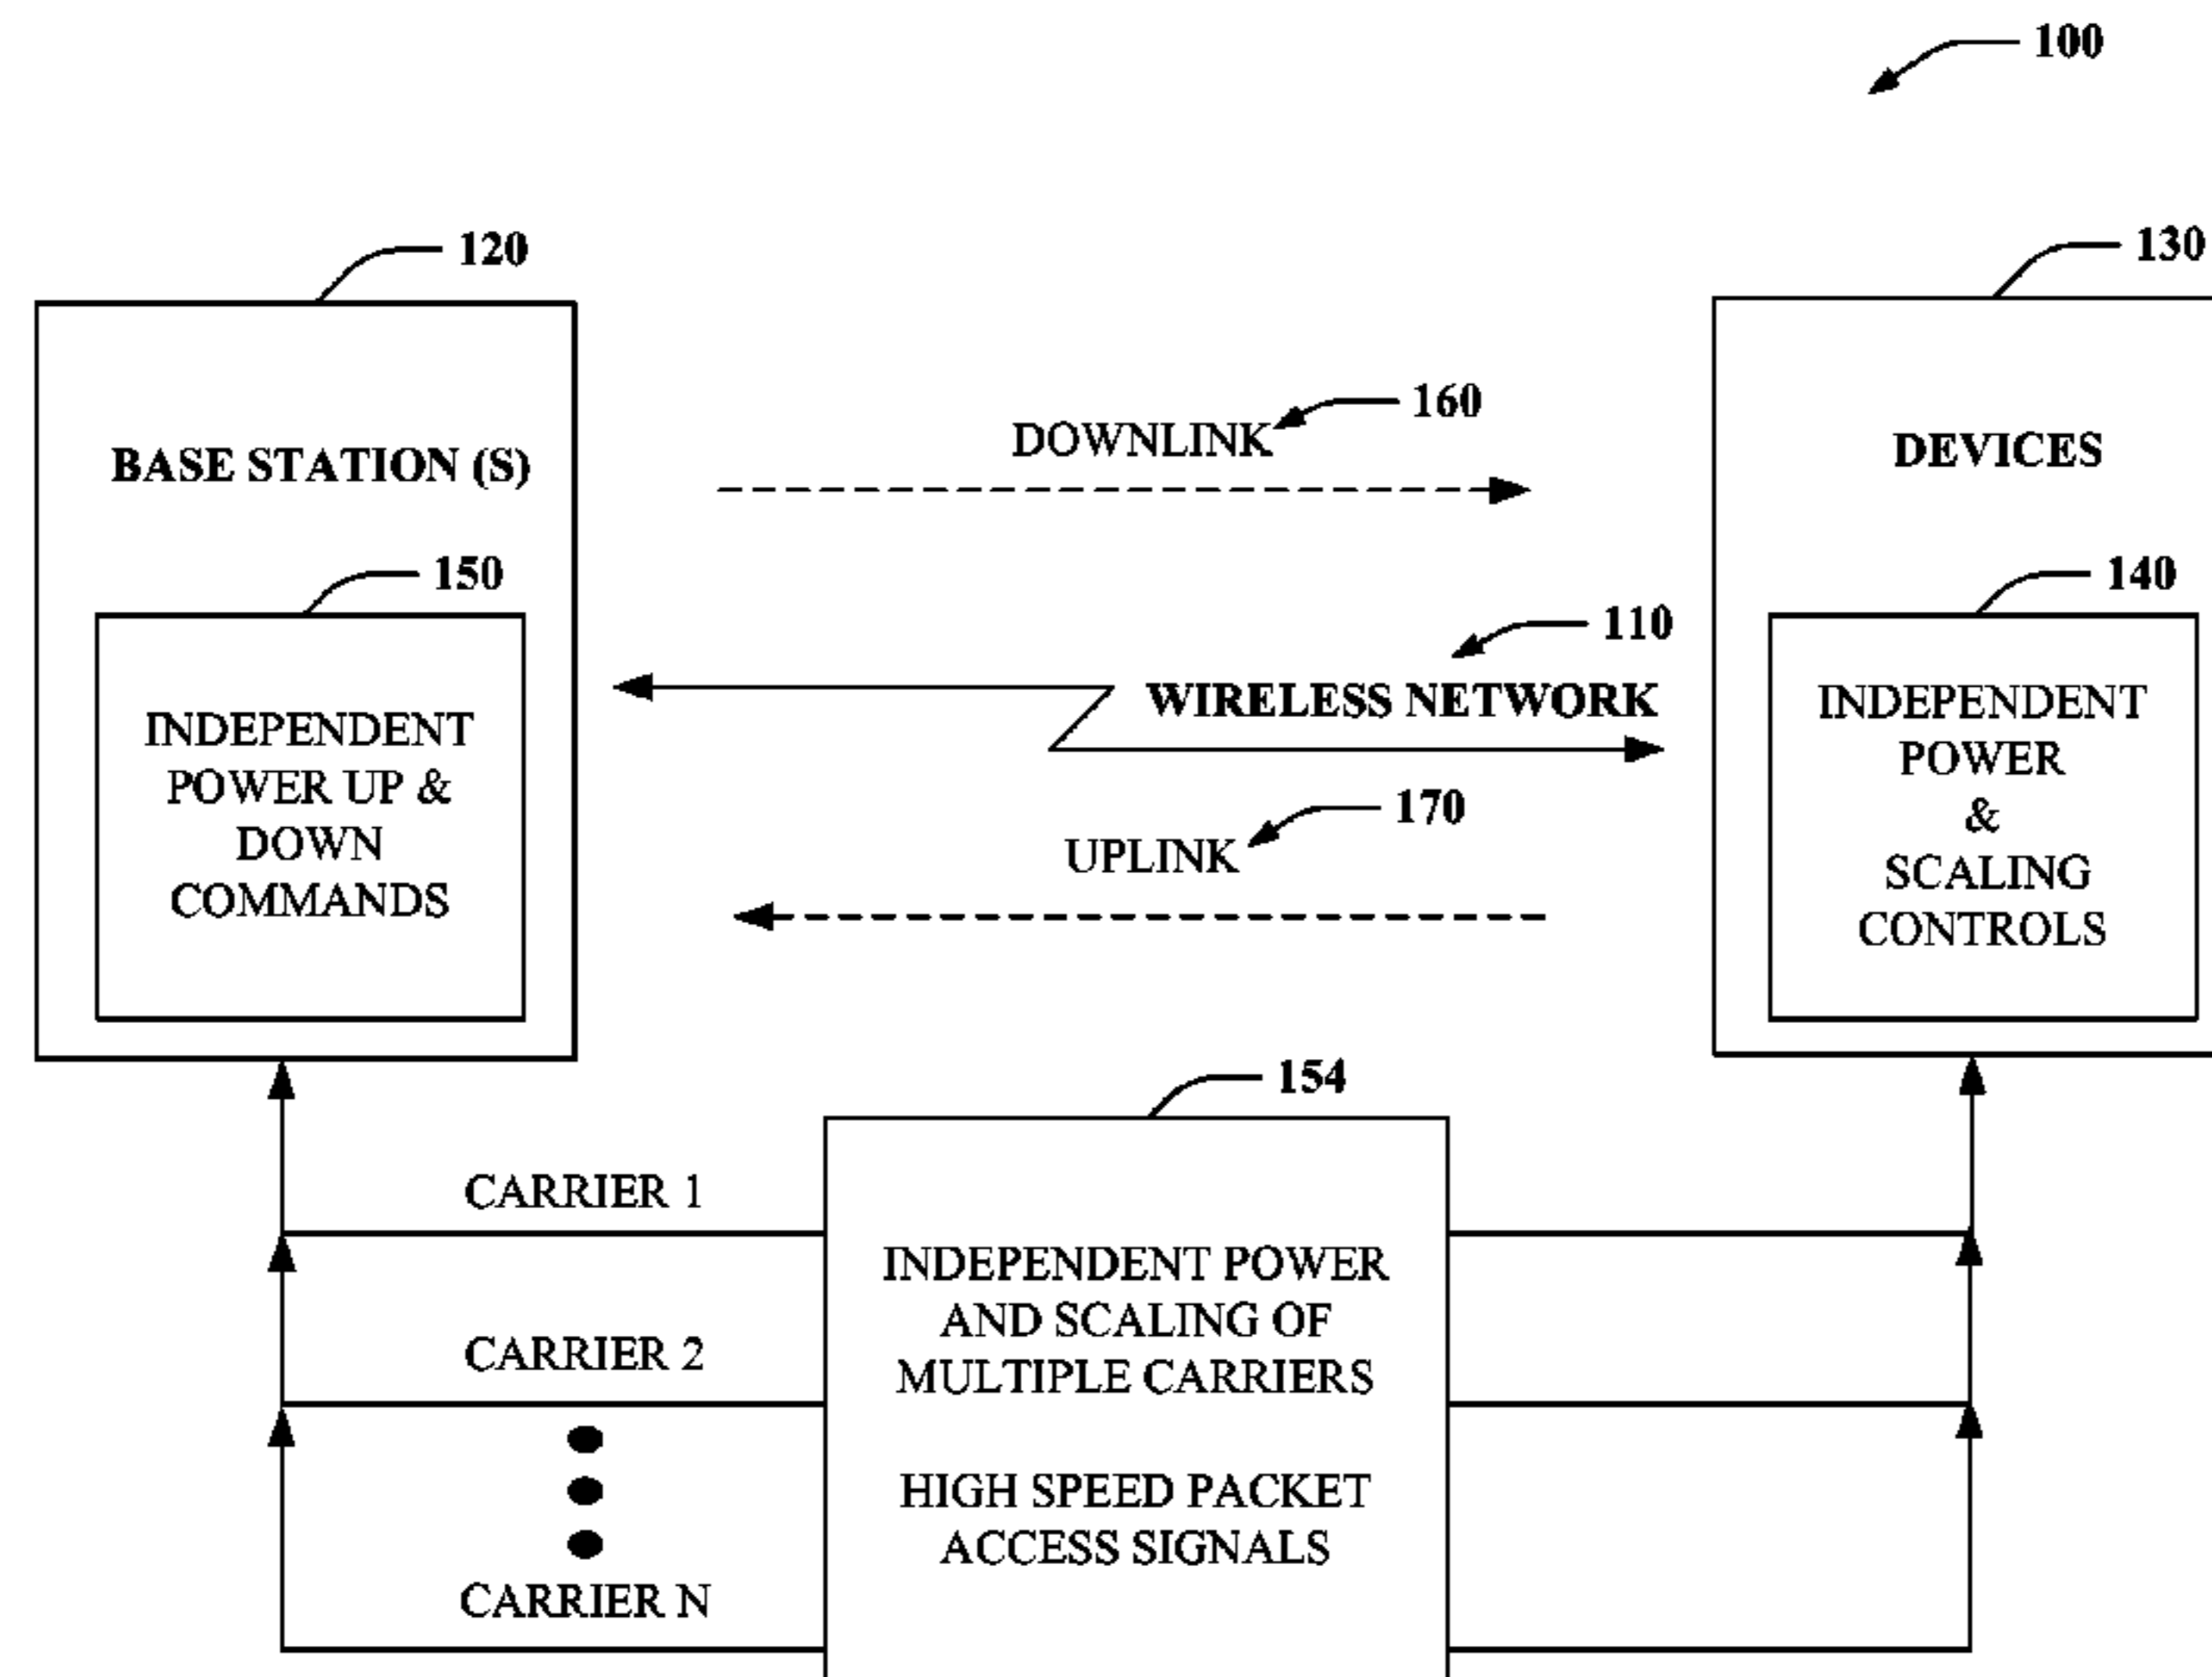 100
120
130
160
DOWNLINK
BASE STATION (S)
DEVICES
150
140
110
WIRELESS NETWORK
INDEPENDENT
POWER UP &
DOWN
COMMANDS
INDEPENDENT
POWER
&
SCALING
CONTROLS
170
UPLINK
154
CARRIER 1
CARRIER 2
CARRIER N
INDEPENDENT POWER
AND SCALING OF
MULTIPLE CARRIERS
HIGH SPEED PACKET
ACCESS SIGNALS